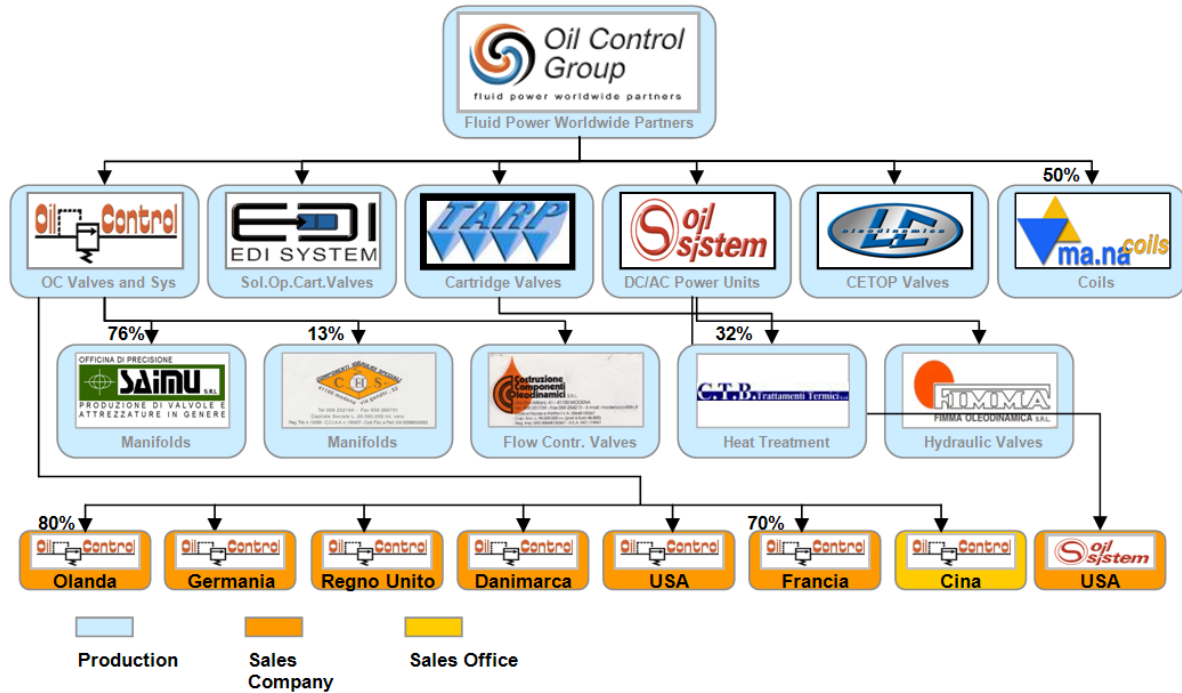 Oil Control
Group
fluid power worldwide partners
Fluid Power Worldwide Partners
50%
Oil Control
OC Valves and Sys
EDI
EDI SYSTEM
Sol.Op.Cart.Valves
TARP
Cartridge Valves
Oil
Sistem
DC/AC Power Units
LC
oleodinamica
CETOP Valves
ma.na
coils
Coils
76%
13%
32%
OFFICINA DI PRECISIONE
SAIMU S.R.L.
PRODUZIONE DI VALVOLE E
ATTREZZATURE IN GENERE
Manifolds
COMPONENTI IDRAULICI SPECIALI
C H S
Manifolds
Costruzione
Componenti
Oleodinamici S.R.L.
Flow Contr. Valves
C.T.B. Trattamenti Termici
Heat Treatment
FIMMA
FIMMA OLEODINAMICA S.R.L.
Hydraulic Valves
80%
70%
Oil Control
Olanda
Oil Control
Germania
Oil Control
Regno Unito
Oil Control
Danimarca
Oil Control
USA
Oil Control
Francia
Oil Control
Cina
Oil
Sistem
USA
Production
Sales
Company
Sales Office